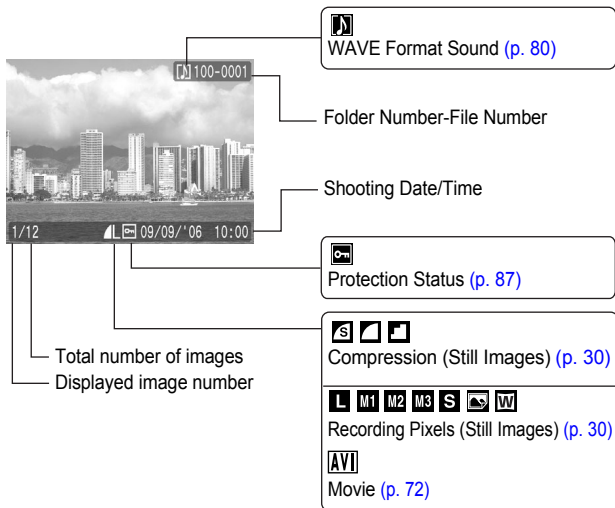 WAVE Format Sound (p. 80)
100-0001
Folder Number-File Number
Shooting Date/Time
1/12 L 09/09/'06 10:00
Protection Status (p. 87)
S
Compression (Still Images) (p. 30)
Total number of images
Displayed image number
L M1 M2 M3 S W
Recording Pixels (Still Images) (p. 30)
AVI
Movie (p. 72)